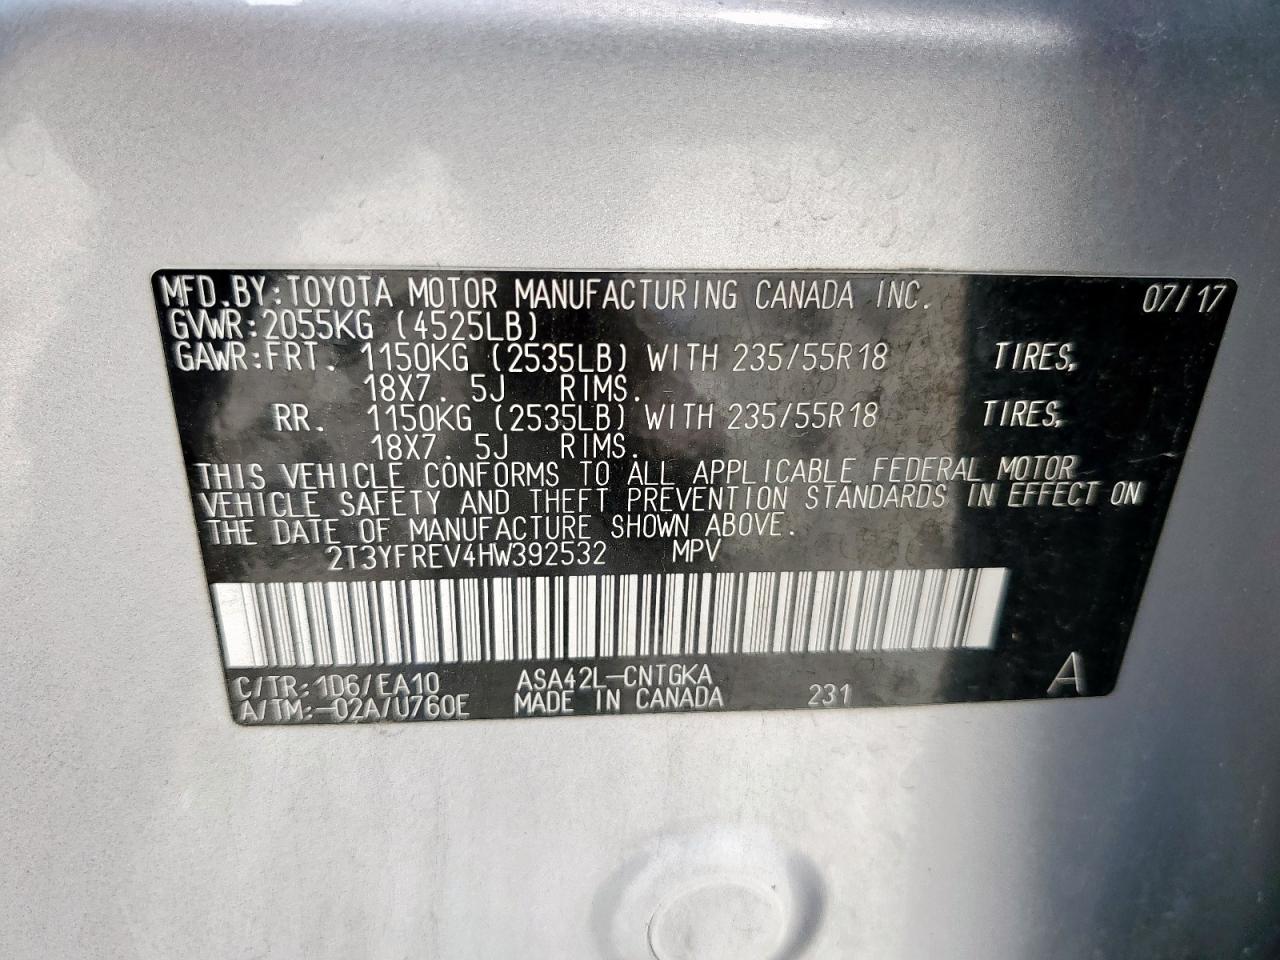 MFD.BY:TOYOTA MOTOR MANUFACTURING CANADA INC. 07/17
GVWR:2055KG (4525LB)
GAWR:FRT. 1150KG (2535LB) WITH 235/55R18 TIRES,
18X7. 5J RIMS.
RR. 1150KG (2535LB) WITH 235/55R18 TIRES,
18X7. 5J RIMS.
THIS VEHICLE CONFORMS TO ALL APPLICABLE FEDERAL MOTOR
VEHICLE SAFETY AND THEFT PREVENTION STANDARDS IN EFFECT ON
THE DATE OF MANUFACTURE SHOWN ABOVE.
2T3YFREV4HW392532 MPV
C/TR:1D6/EA10 ASA42L-CNTGKA A
A/TM:-02A/U760E MADE IN CANADA 231